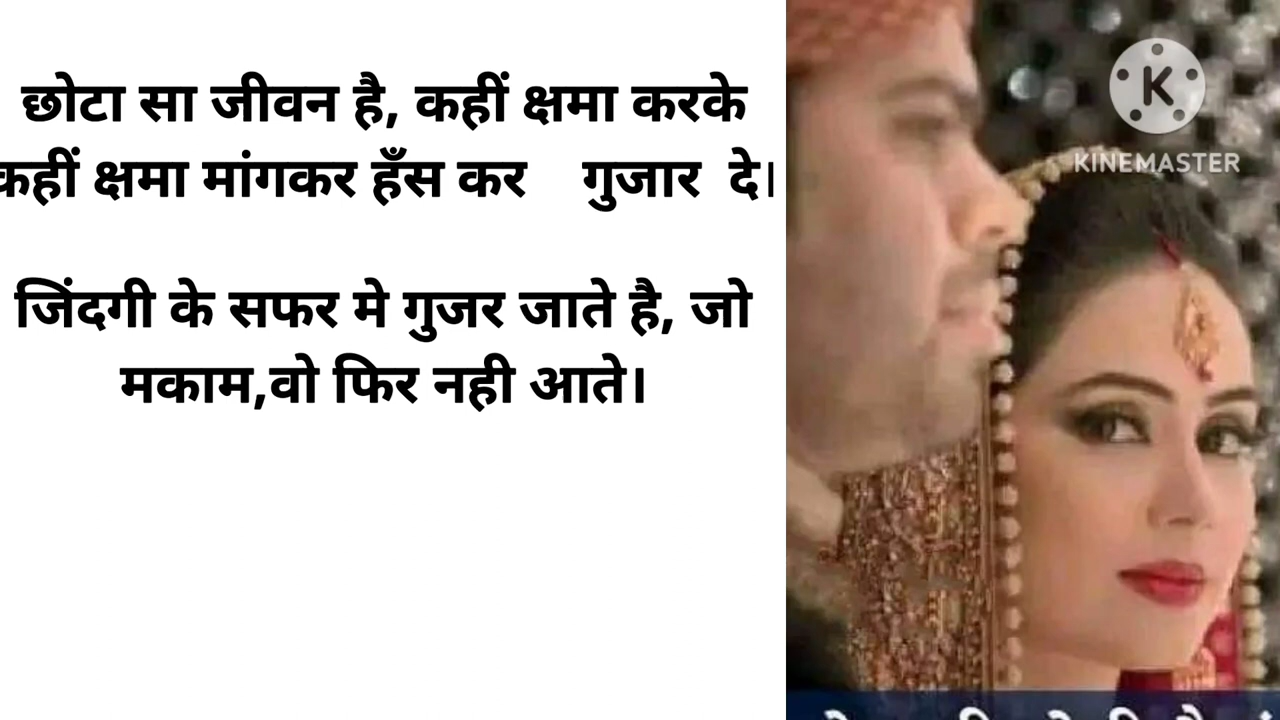 छोटा सा जीवन है, कहीं क्षमा करके
कहीं क्षमा मांगकर हँस कर गुजार दे।
जिंदगी के सफर मे गुजर जाते है, जो
मकाम,वो फिर नही आते।
K
KINEMASTER